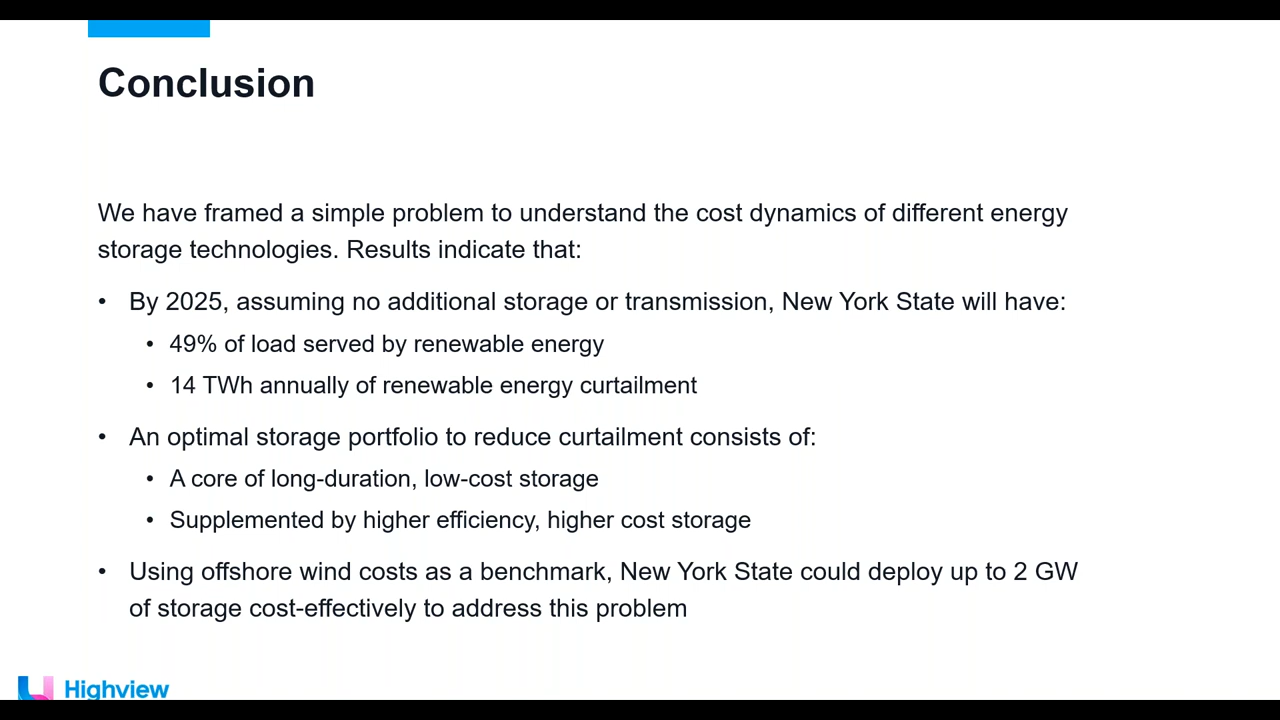 Conclusion
We have framed a simple problem to understand the cost dynamics of different energy
storage technologies. Results indicate that:
• By 2025, assuming no additional storage or transmission, New York State will have:
• 49% of load served by renewable energy
• 14 TWh annually of renewable energy curtailment
• An optimal storage portfolio to reduce curtailment consists of:
• A core of long-duration, low-cost storage
• Supplemented by higher efficiency, higher cost storage
• Using offshore wind costs as a benchmark, New York State could deploy up to 2 GW
of storage cost-effectively to address this problem
Highview